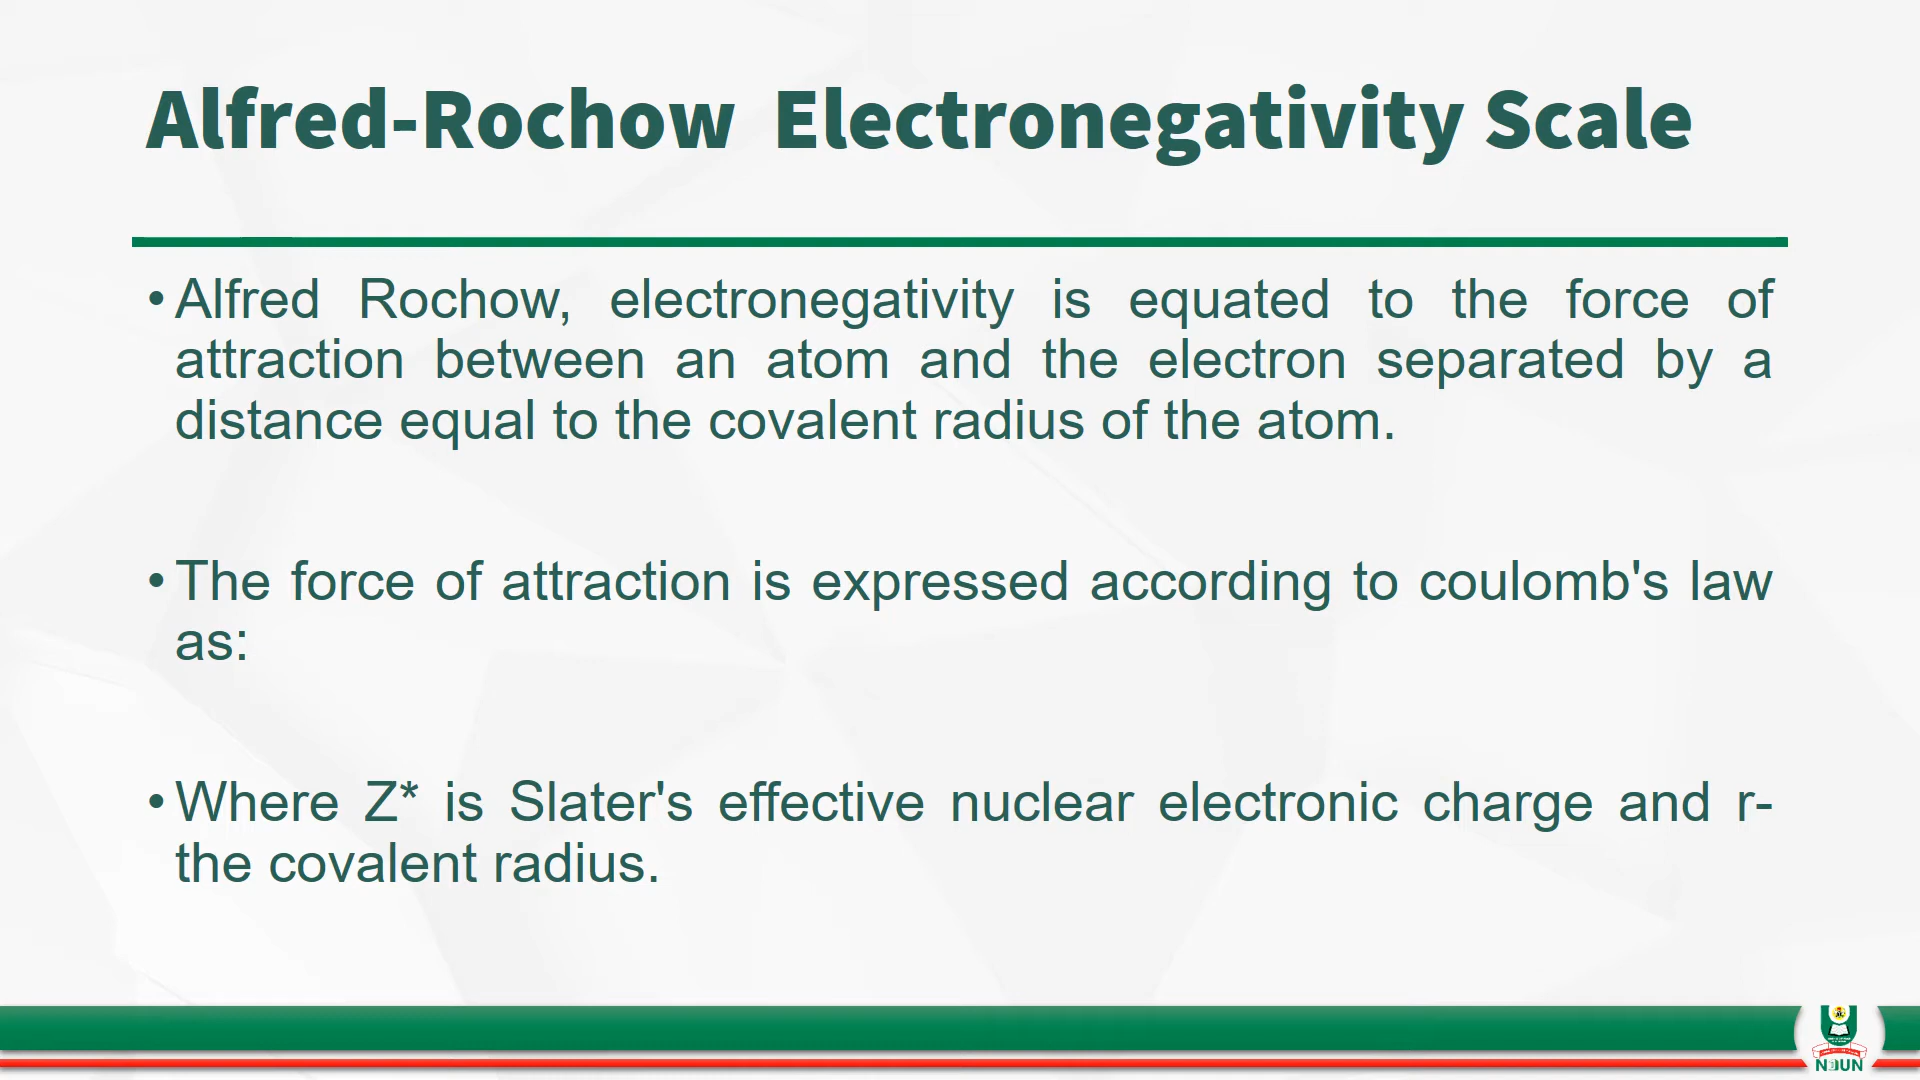 Alfred-Rochow Electronegativity Scale
• Alfred Rochow, electronegativity is equated to the force of
attraction between an atom and the electron separated by a
distance equal to the covalent radius of the atom.
• The force of attraction is expressed according to coulomb's law
as:
• Where Z* is Slater's effective nuclear electronic charge and r-
the covalent radius.
NOUN